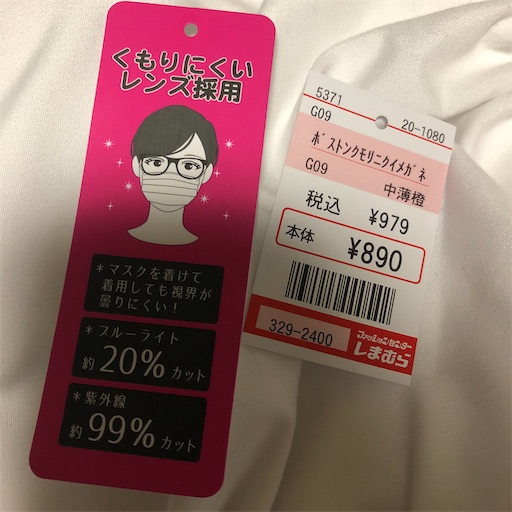 くもりにくい
レンズ採用
*マスクを着けて
着用しても視界が
曇りにくい!
*ブルーライト
約20%カット
*紫外線
約99%カット
5371
G09
20-1080
ﾎﾞｽﾄﾝｸﾓﾘﾆｸｲﾒｶﾞﾈ
G09
中薄橙
税込 ¥979
本体 ¥890
329-2400
ファッションセンター
しまむら